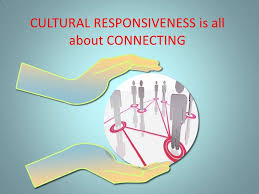 CULTURAL RESPONSIVENESS is all
about CONNECTING